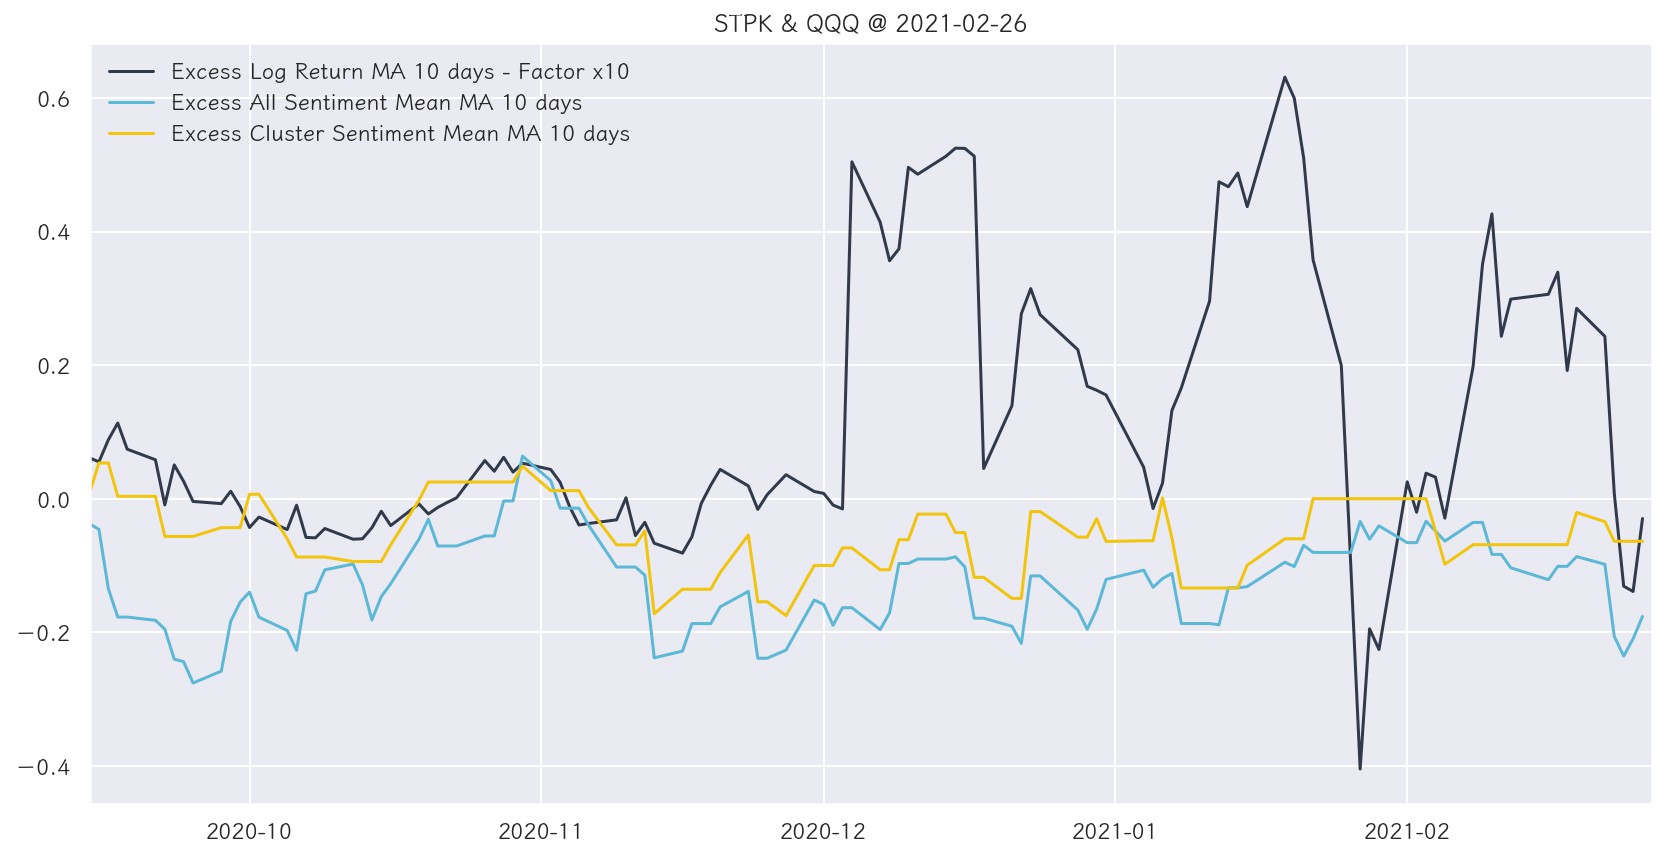 STPK & QQQ @ 2021-02-26
Excess Log Return MA 10 days - Factor x10
Excess All Sentiment Mean MA 10 days
Excess Cluster Sentiment Mean MA 10 days
0.6
0.4
0.2
0.0
−0.2
−0.4
2020-10 2020-11 2020-12 2021-01 2021-02